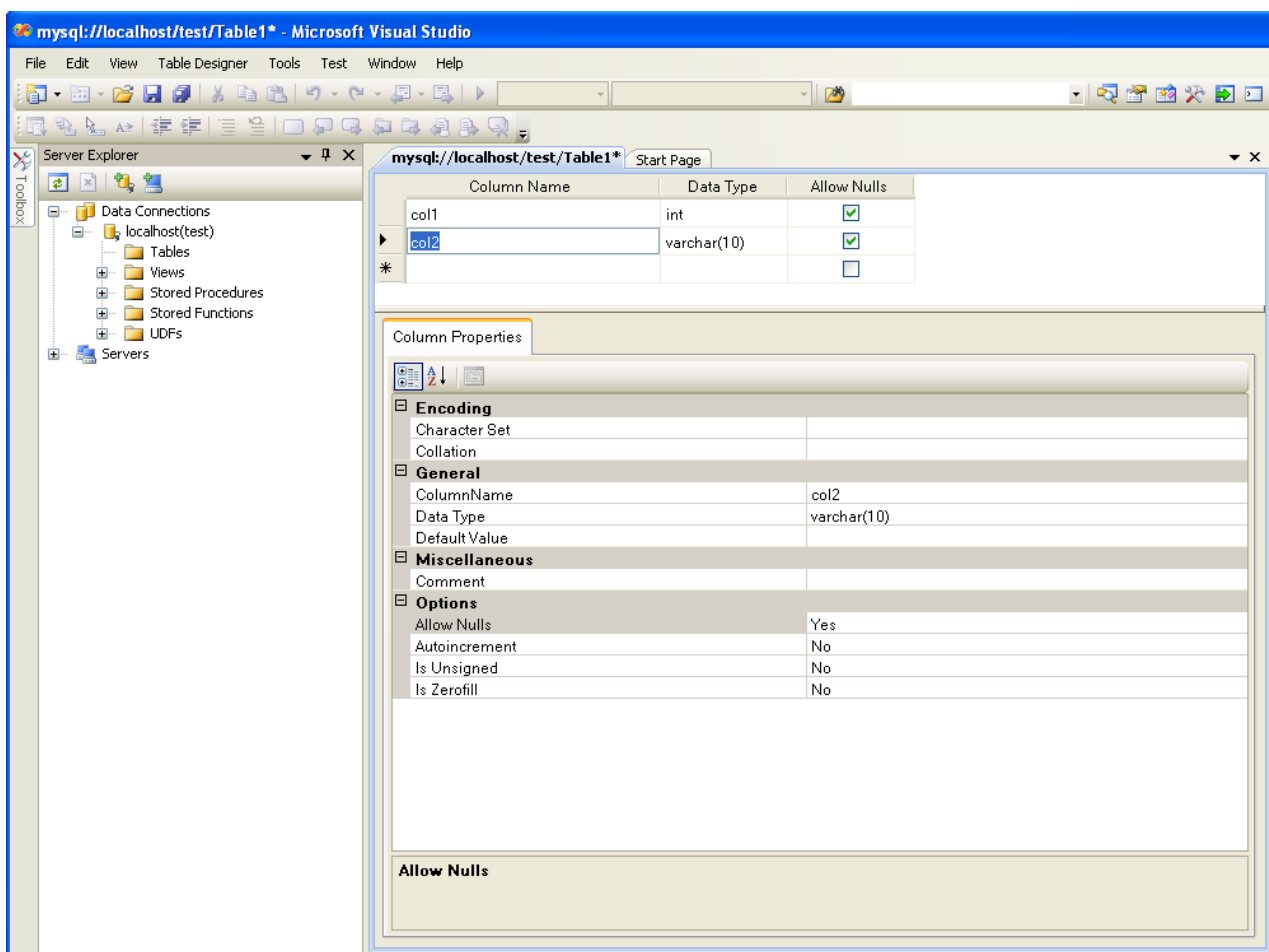 mysql://localhost/test/Table1* - Microsoft Visual Studio
File Edit View Table Designer Tools Test Window Help
Toolbox
Server Explorer
Data Connections
localhost(test)
Tables
Views
Stored Procedures
Stored Functions
UDFs
Servers
mysql://localhost/test/Table1* Start Page
Column Name Data Type Allow Nulls
col1 int
col2 varchar(10)
Column Properties
Encoding
Character Set
Collation
General
ColumnName col2
Data Type varchar(10)
Default Value
Miscellaneous
Comment
Options
Allow Nulls Yes
Autoincrement No
Is Unsigned No
Is Zerofill No
Allow Nulls